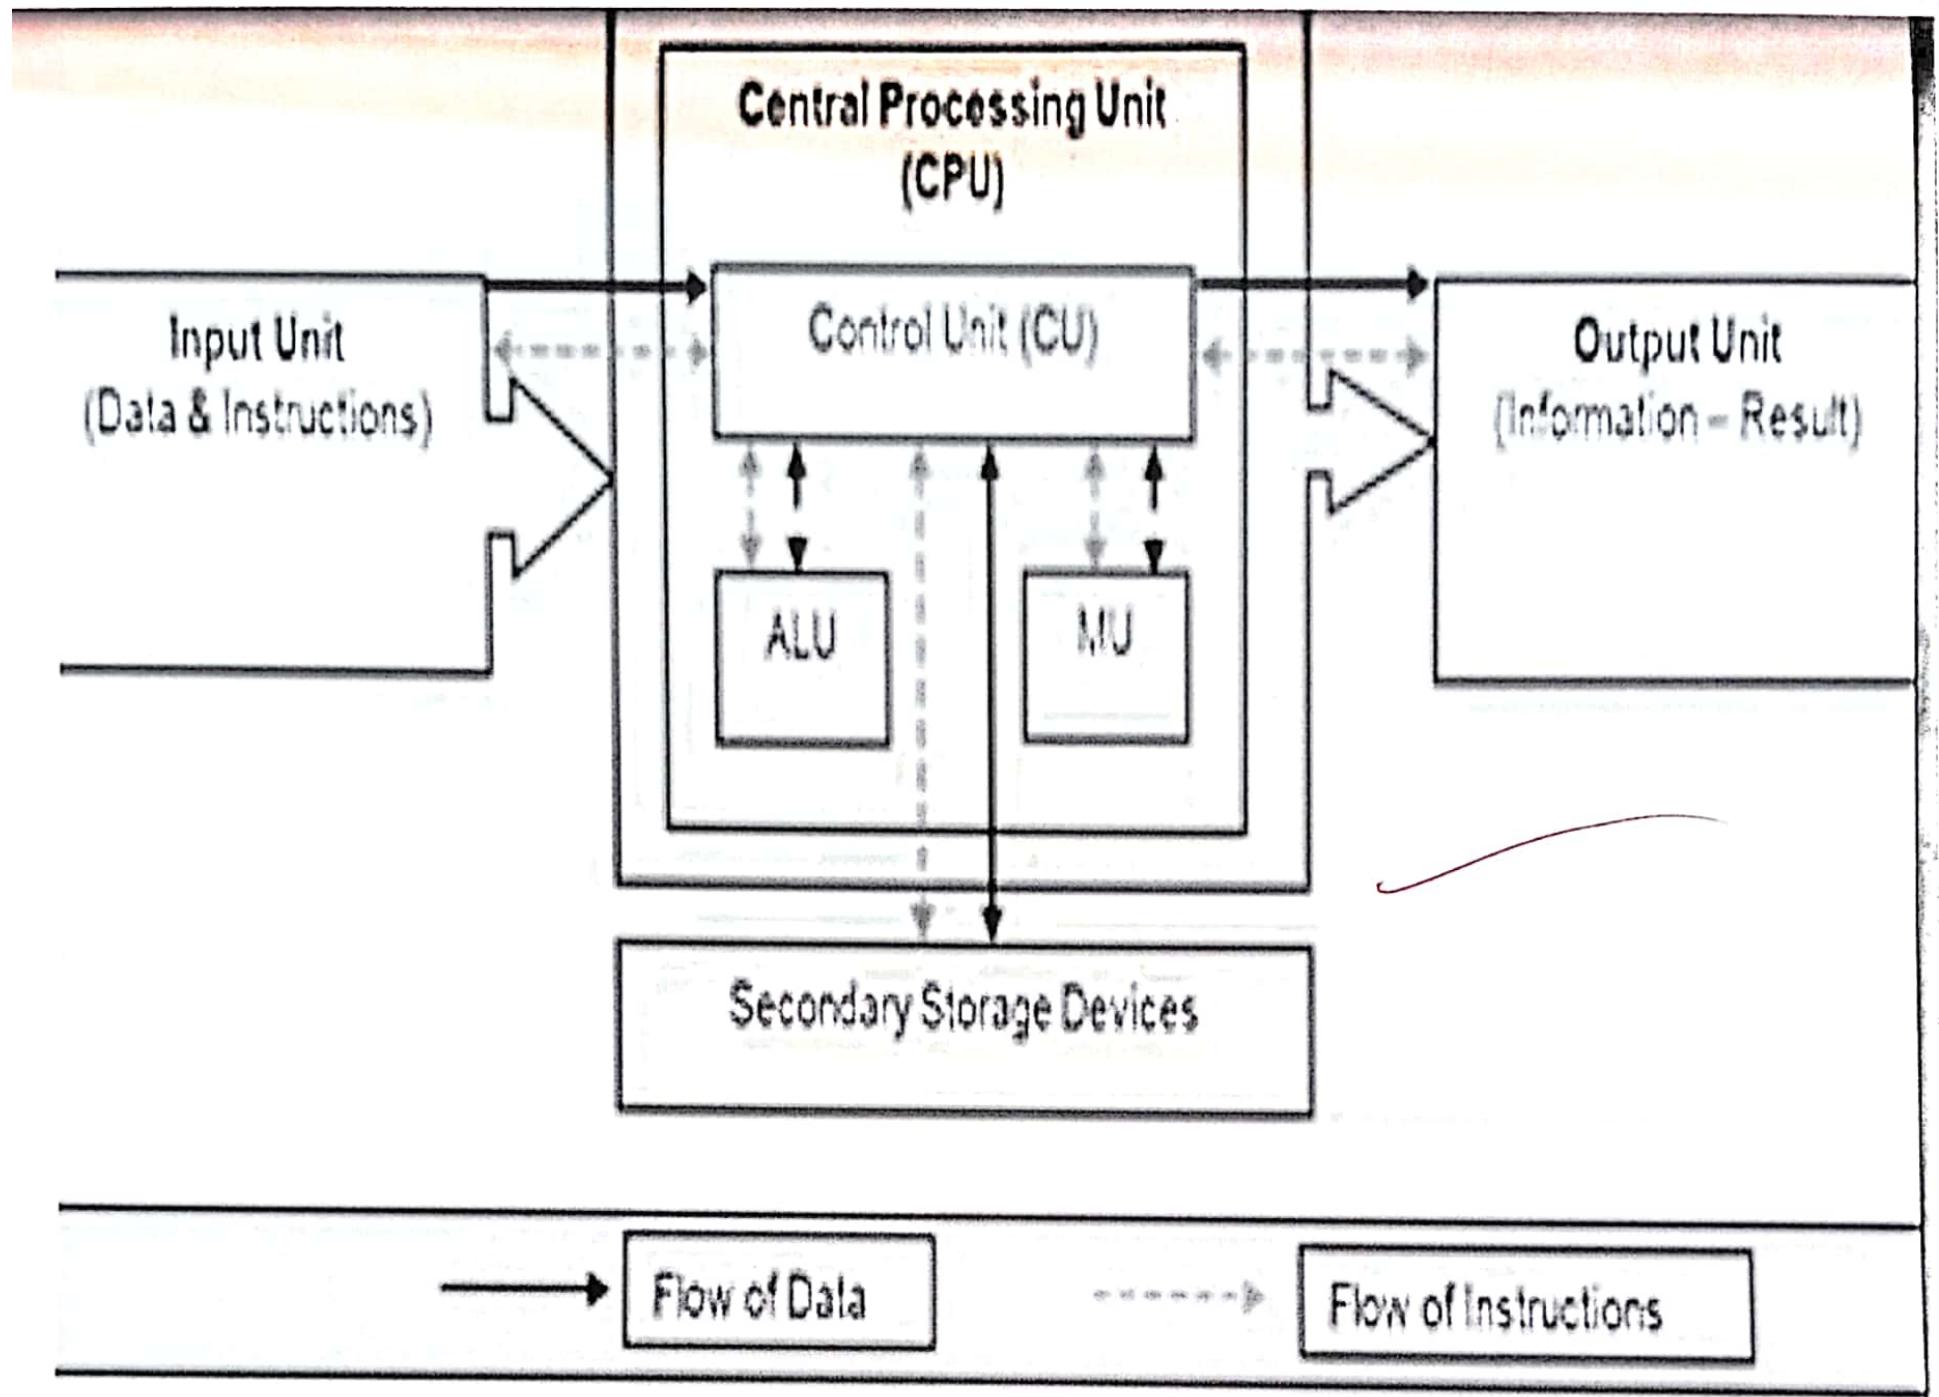 Central Processing Unit
(CPU)
Control Unit (CU)
Input Unit
(Data & Instructions)
Output Unit
(Information – Result)
ALU
MU
Secondary Storage Devices
Flow of Data
Flow of Instructions